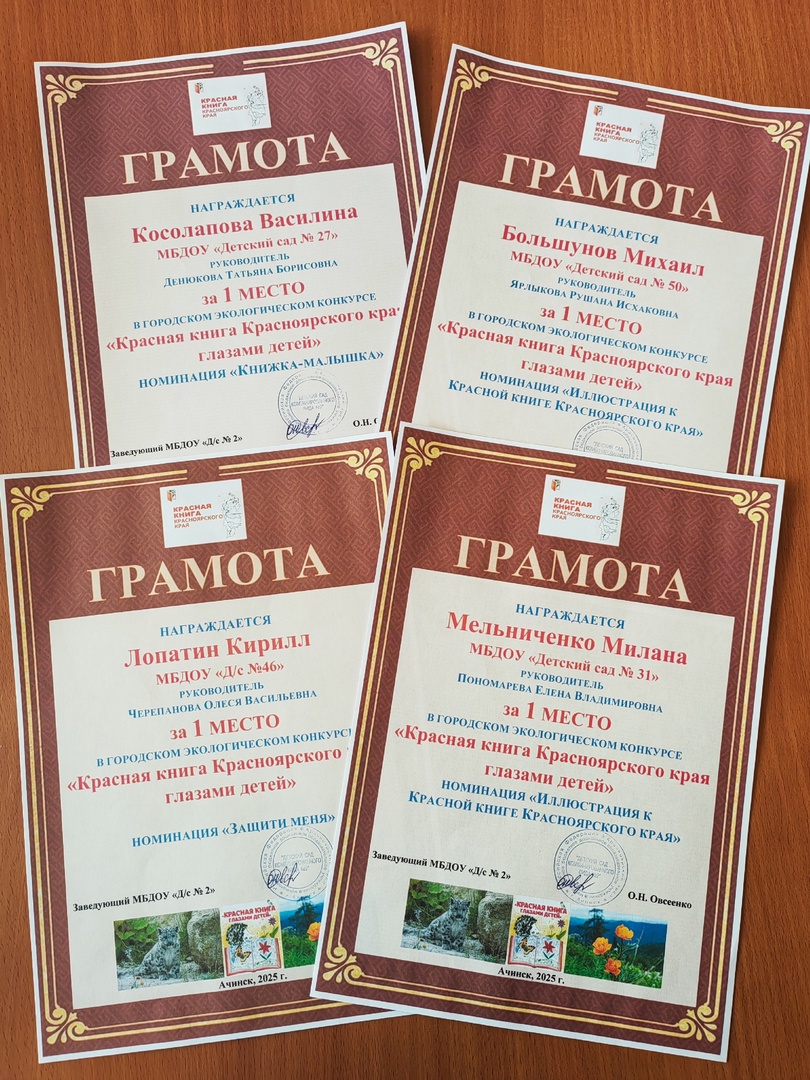 КРАСНАЯ
КНИГА
КРАСНОЯРСКОГО
КРАЯ
ГРАМОТА
НАГРАЖДАЕТСЯ
Косолапова Василина
МБДОУ «Детский сад № 27»
РУКОВОДИТЕЛЬ
Денюкова Татьяна Борисовна
за 1 МЕСТО
В ГОРОДСКОМ ЭКОЛОГИЧЕСКОМ КОНКУРСЕ
«Красная книга Красноярского кра
глазами детей»
НОМИНАЦИЯ «Книжка-малышка»
Заведующий МБДОУ «Д/с № 2»
О.Н.
КРАСНАЯ
КНИГА
КРАСНОЯРСКОГО
КРАЯ
ГРАМОТА
НАГРАЖДАЕТСЯ
Большунов Михаил
МБДОУ «Детский сад № 50»
РУКОВОДИТЕЛЬ
Ярлыкова Рушана Исхаковна
за 1 МЕСТО
В ГОРОДСКОМ ЭКОЛОГИЧЕСКОМ КОНКУРСЕ
«Красная книга Красноярского края
глазами детей»
НОМИНАЦИЯ «Иллюстрация к
Красной книге Красноярского края»
КРАСНАЯ
КНИГА
КРАСНОЯРСКОГО
КРАЯ
ГРАМОТА
НАГРАЖДАЕТСЯ
Лопатин Кирилл
МБДОУ «Д/с №46»
РУКОВОДИТЕЛЬ
Черепанова Олеся Васильевна
за 1 МЕСТО
В ГОРОДСКОМ ЭКОЛОГИЧЕСКОМ КОНКУРС
«Красная книга Красноярского
глазами детей»
НОМИНАЦИЯ «Защити меня»
Заведующий МБДОУ «Д/с № 2»
КРАСНАЯ КНИГА
ГЛАЗАМИ ДЕТЕЙ
Ачинск, 2025 г.
КРАСНАЯ
КНИГА
КРАСНОЯРСКОГО
КРАЯ
ГРАМОТА
НАГРАЖДАЕТСЯ
Мельниченко Милана
МБДОУ «Детский сад № 31»
РУКОВОДИТЕЛЬ
Пономарева Елена Владимировна
за 1 МЕСТО
В ГОРОДСКОМ ЭКОЛОГИЧЕСКОМ КОНКУРСЕ
«Красная книга Красноярского края
глазами детей»
НОМИНАЦИЯ «Иллюстрация к
Красной книге Красноярского края»
Заведующий МБДОУ «Д/с № 2»
О.Н. Овсеенко
КРАСНАЯ КНИГА
ГЛАЗАМИ ДЕТЕЙ
Ачинск, 2025 г.